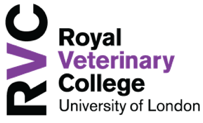 RVC
Royal
Veterinary
College
University of London